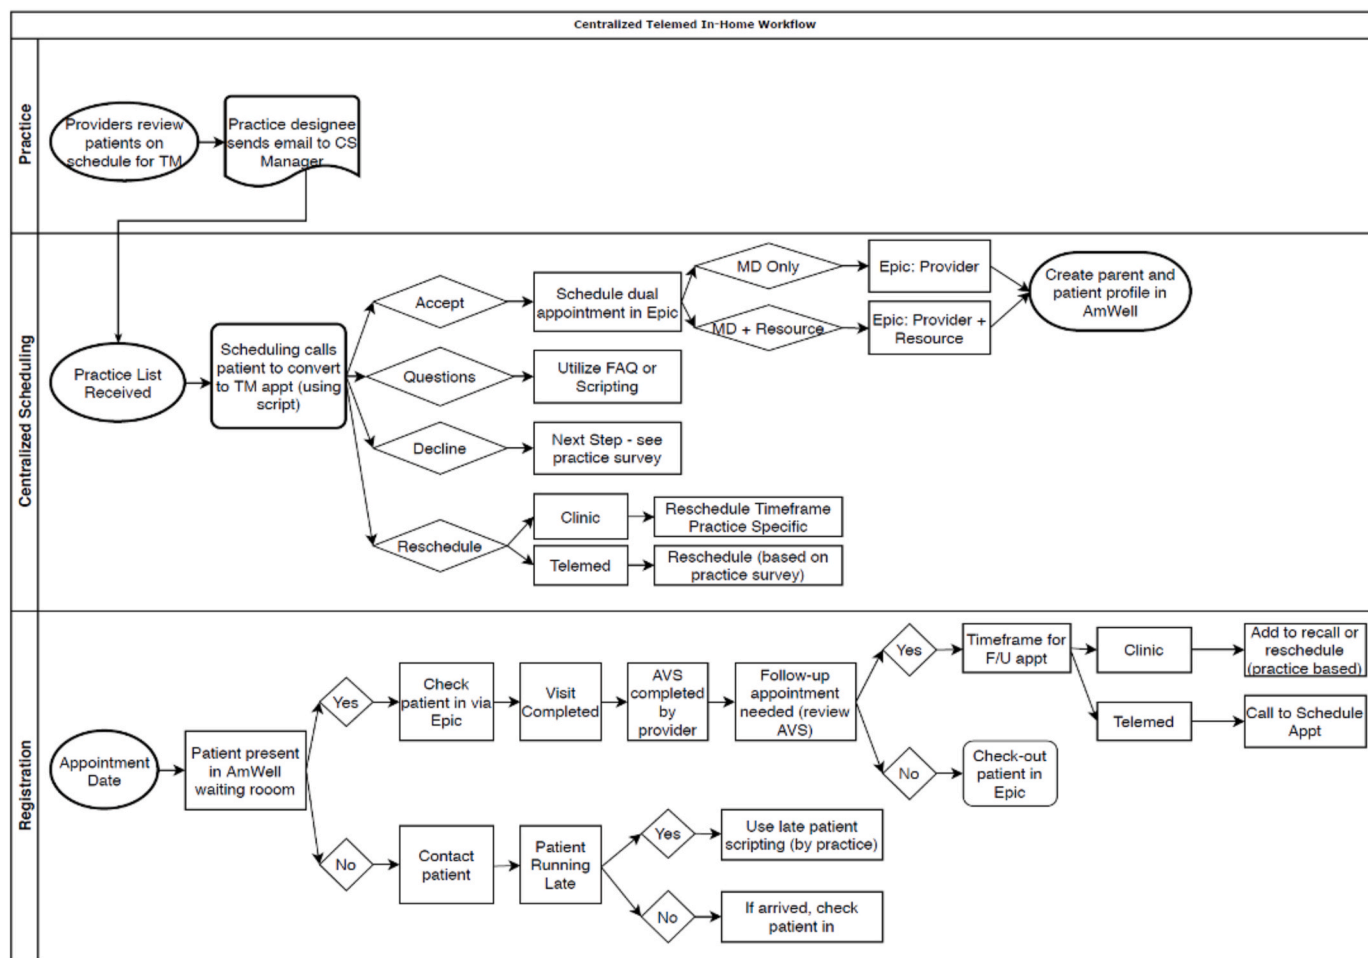 Centralized Telemed In-Home Workflow
Practice
Providers review
patients on
schedule for TM
Practice designee
sends email to CS
Manager
Centralized Scheduling
Practice List
Received
Scheduling calls
patient to convert
to TM appt (using
script)
Accept
Schedule dual
appointment in Epic
MD Only
Epic: Provider
MD + Resource
Epic: Provider +
Resource
Create parent and
patient profile in
AmWell
Questions
Utilize FAQ or
Scripting
Decline
Next Step - see
practice survey
Reschedule
Clinic
Reschedule Timeframe
Practice Specific
Telemed
Reschedule (based on
practice survey)
Registration
Appointment
Date
Patient present
in AmWell
waiting rooom
Yes
Check
patient in via
Epic
Visit
Completed
AVS
completed
by
provider
Follow-up
appointment
needed (review
AVS)
Yes
Timeframe for
F/U appt
Clinic
Add to recall or
reschedule
(practice based)
Telemed
Call to Schedule
Appt
No
Check-out
patient in
Epic
No
Contact
patient
Patient
Running
Late
Yes
Use late patient
scripting (by practice)
No
If arrived, check
patient in